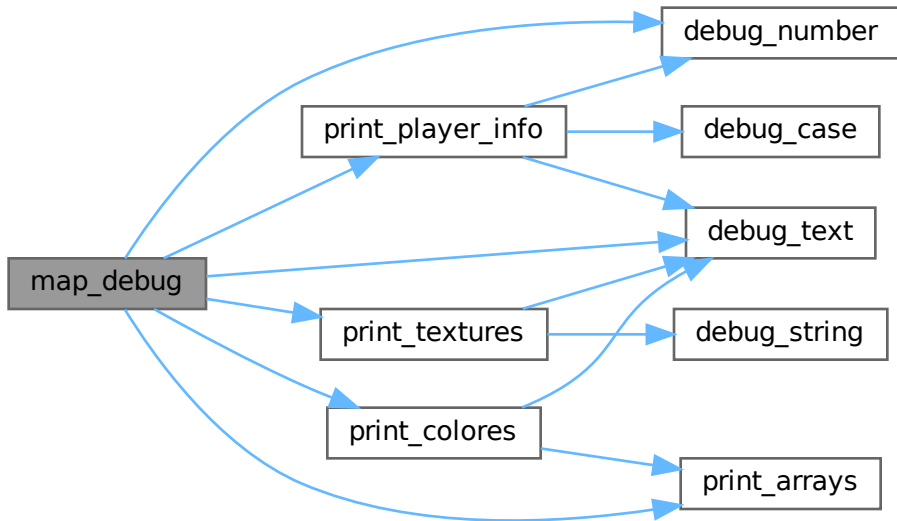 debug_number
print_player_info
debug_case
debug_text
map_debug
print_textures
debug_string
print_colores
print_arrays